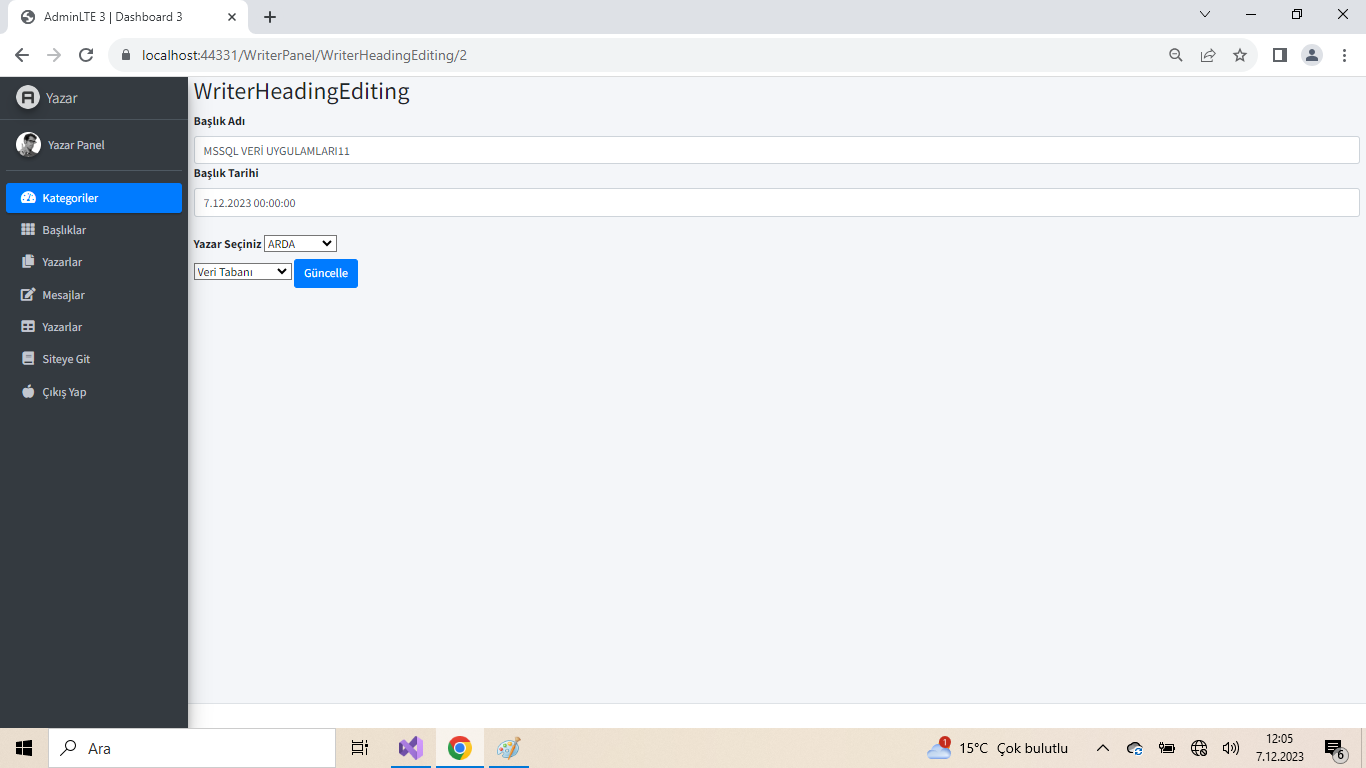 AdminLTE 3 | Dashboard 3
localhost:44331/WriterPanel/WriterHeadingEditing/2
Yazar
Yazar Panel
Kategoriler
Başlıklar
Yazarlar
Mesajlar
Yazarlar
Siteye Git
Çıkış Yap
WriterHeadingEditing
Başlık Adı
MSSQL VERİ UYGULAMLARI11
Başlık Tarihi
7.12.2023 00:00:00
Yazar Seçiniz ARDA
Veri Tabanı Güncelle
Ara
1
15°C Çok bulutlu
12:05
7.12.2023
6